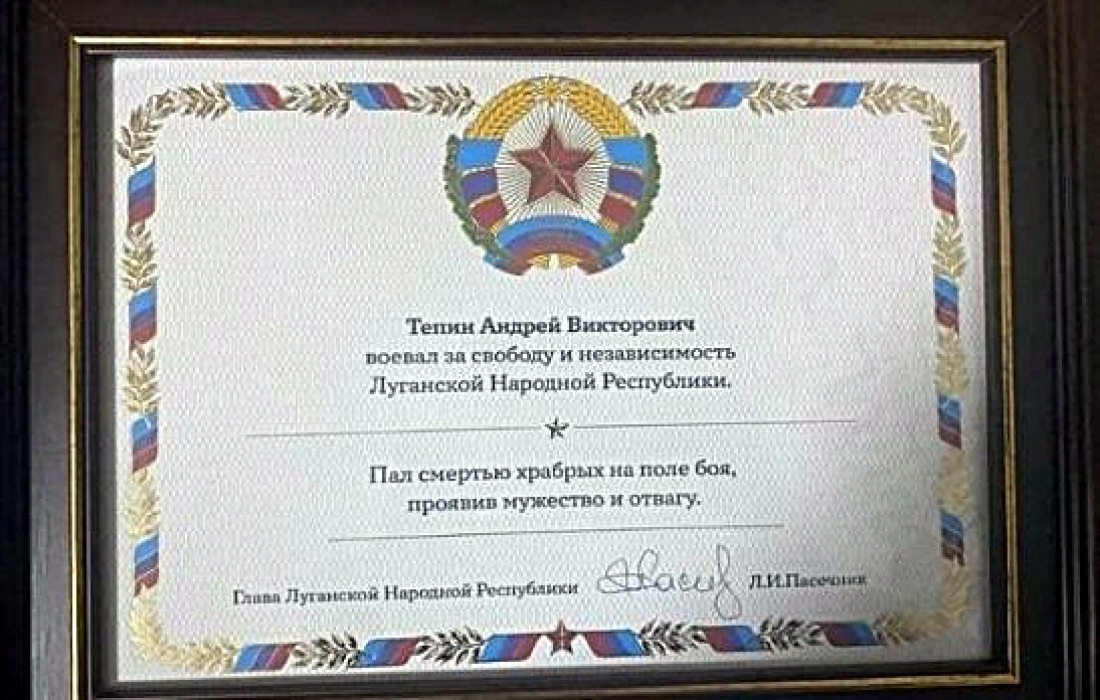 Тепин Андрей Викторович
воевал за свободу и независимость
Луганской Народной Республики.
Пал смертью храбрых на поле боя,
проявив мужество и отвагу.
Глава Луганской Народной Республики Л.И.Пасечник